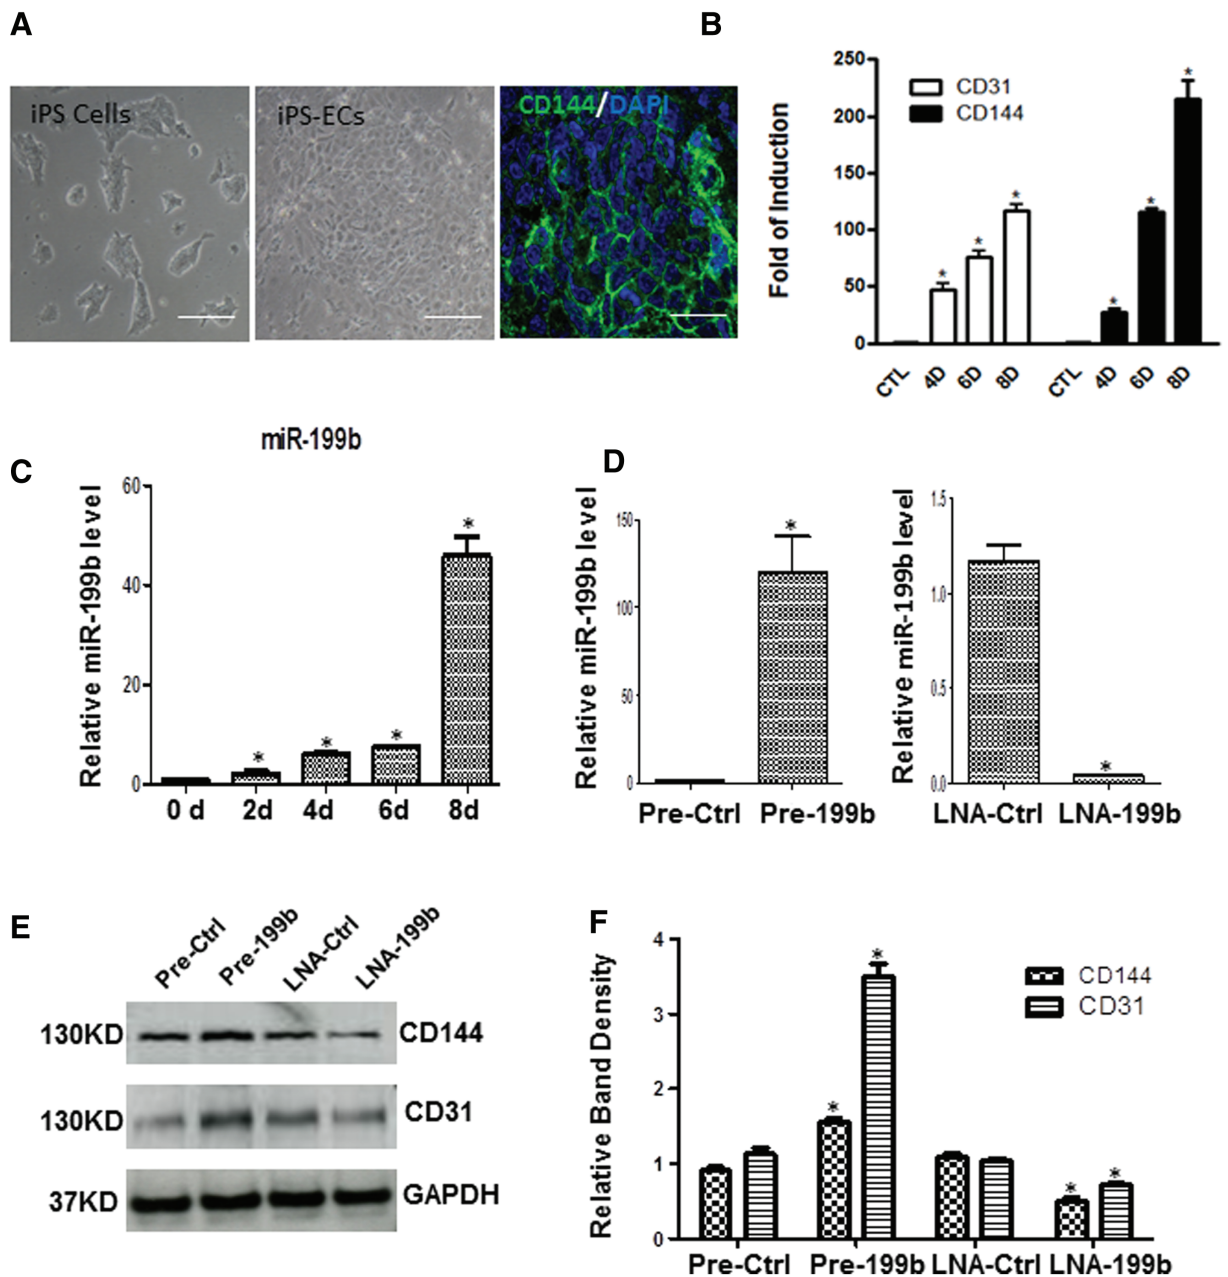 A
B
iPS Cells
iPS-ECs
CD144/DAPI
250
200
150
100
50
0
Fold of Induction
CD31
CD144
*
*
*
*
*
*
CTL
4D
6D
8D
CTL
4D
6D
8D
C
miR-199b
Relative miR-199b level
60
40
20
0
*
*
*
*
0 d
2d
4d
6d
8d
D
Relative miR-199b level
150
100
50
0
*
Pre-Ctrl
Pre-199b
Relative miR-199b level
1.5
1.0
0.5
0.0
*
LNA-Ctrl
LNA-199b
E
Pre-Ctrl
Pre-199b
LNA-Ctrl
LNA-199b
130KD
CD144
130KD
CD31
37KD
GAPDH
F
Relative Band Density
4
3
2
1
0
CD144
CD31
*
*
*
*
Pre-Ctrl
Pre-199b
LNA-Ctrl
LNA-199b